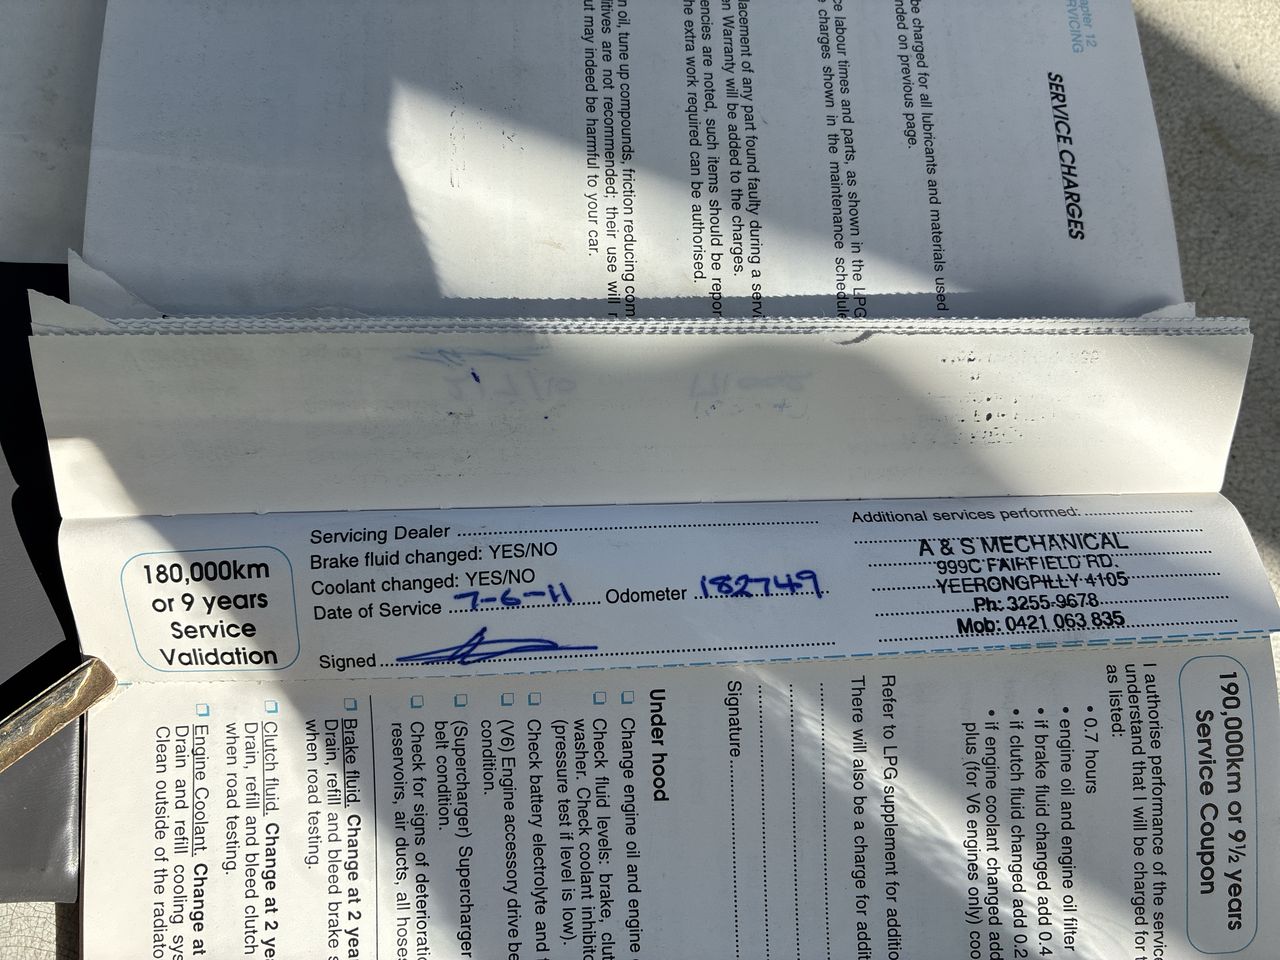 apter 12
RVICING
SERVICE CHARGES
be charged for all lubricants and materials used
nded on previous page.
ce labour times and parts, as shown in the LPG
charges shown in the maintenance schedule
lacement of any part found faulty during a servi
n Warranty will be added to the charges.
encies are noted, such items should be repor
he extra work required can be authorised.
n oil, tune up compounds, friction reducing com
itives are not recommended; their use will r
ut may indeed be harmful to your car.
180,000km
or 9 years
Service
Validation
Servicing Dealer
Brake fluid changed: YES/NO
Coolant changed: YES/NO
Date of Service 7-6-11 Odometer 182749
Signed
Additional services performed:
A & S MECHANICAL
999C FAIRFIELD RD.
YEERONGPILLY 4105
Ph: 3255-9678
Mob: 0421 063 835
190,000km or 9½ years
Service Coupon
I authorise performance of the service
understand that I will be charged for t
as listed:
• 0.7 hours
• engine oil and engine oil filter
• if brake fluid changed add 0.4
• if clutch fluid changed add 0.2
• if engine coolant changed add
plus (for V6 engines only) coo
Refer to LPG supplement for additio
There will also be a charge for addit
Signature
Under hood
Change engine oil and engine
Check fluid levels: brake, clut
washer. Check coolant inhibito
(pressure test if level is low).
Check battery electrolyte and
(V6) Engine accessory drive be
condition.
(Supercharger) Supercharger
belt condition.
Check for signs of deterioratio
reservoirs, air ducts, all hoses
Brake fluid. Change at 2 yea
Drain, refill and bleed brake s
when road testing.
Clutch fluid. Change at 2 yea
Drain, refill and bleed clutch
when road testing.
Engine Coolant. Change at
Drain and refill cooling sys
Clean outside of the radiato